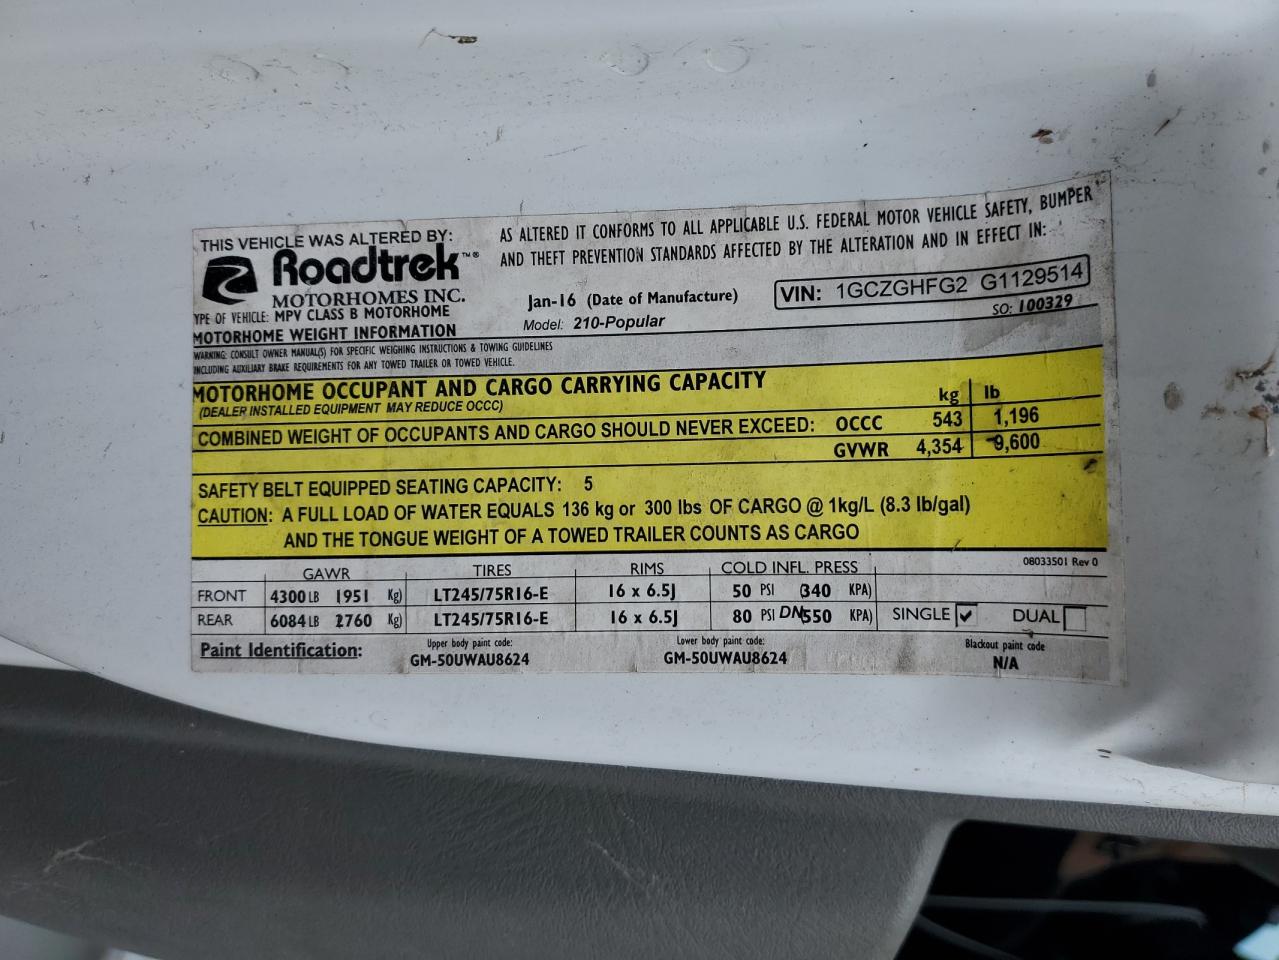 THIS VEHICLE WAS ALTERED BY:
Roadtrek™®
MOTORHOMES INC.
YPE OF VEHICLE: MPV CLASS B MOTORHOME
MOTORHOME WEIGHT INFORMATION
AS ALTERED IT CONFORMS TO ALL APPLICABLE U.S. FEDERAL MOTOR VEHICLE SAFETY, BUMPER
AND THEFT PREVENTION STANDARDS AFFECTED BY THE ALTERATION AND IN EFFECT IN:
Jan-16 (Date of Manufacture)
VIN: 1GCZGHFG2 G1129514
Model: 210-Popular
SO: 100329
WARNING: CONSULT OWNER MANUAL(S) FOR SPECIFIC WEIGHING INSTRUCTIONS & TOWING GUIDELINES
INCLUDING AUXILIARY BRAKE REQUIREMENTS FOR ANY TOWED TRAILER OR TOWED VEHICLE.
MOTORHOME OCCUPANT AND CARGO CARRYING CAPACITY
(DEALER INSTALLED EQUIPMENT MAY REDUCE OCCC)
kg lb
COMBINED WEIGHT OF OCCUPANTS AND CARGO SHOULD NEVER EXCEED: OCCC 543 1,196
GVWR 4,354 9,600
SAFETY BELT EQUIPPED SEATING CAPACITY: 5
CAUTION: A FULL LOAD OF WATER EQUALS 136 kg or 300 lbs OF CARGO @ 1kg/L (8.3 lb/gal)
AND THE TONGUE WEIGHT OF A TOWED TRAILER COUNTS AS CARGO
08033501 Rev 0
GAWR TIRES RIMS COLD INFL. PRESS
FRONT 4300 LB 1951 Kg) LT245/75R16-E 16 x 6.5J 50 PSI (340 KPA)
REAR 6084 LB 2760 Kg) LT245/75R16-E 16 x 6.5J 80 PSI DN 550 KPA) SINGLE ✓ DUAL
Paint Identification: Upper body paint code: Lower body paint code: Blackout paint code
GM-50UWAU8624 GM-50UWAU8624 N/A